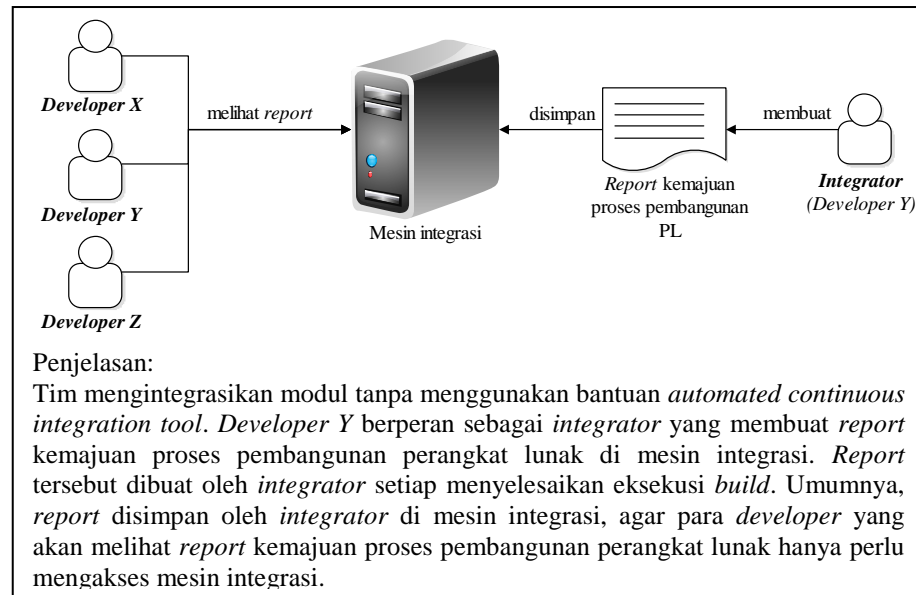 Developer X
melihat report
disimpan
membuat
Developer Y
Report kemajuan
proses pembangunan
PL
Integrator
(Developer Y)
Mesin integrasi
Developer Z
Penjelasan:
Tim mengintegrasikan modul tanpa menggunakan bantuan automated continuous
integration tool. Developer Y berperan sebagai integrator yang membuat report
kemajuan proses pembangunan perangkat lunak di mesin integrasi. Report
tersebut dibuat oleh integrator setiap menyelesaikan eksekusi build. Umumnya,
report disimpan oleh integrator di mesin integrasi, agar para developer yang
akan melihat report kemajuan proses pembangunan perangkat lunak hanya perlu
mengakses mesin integrasi.